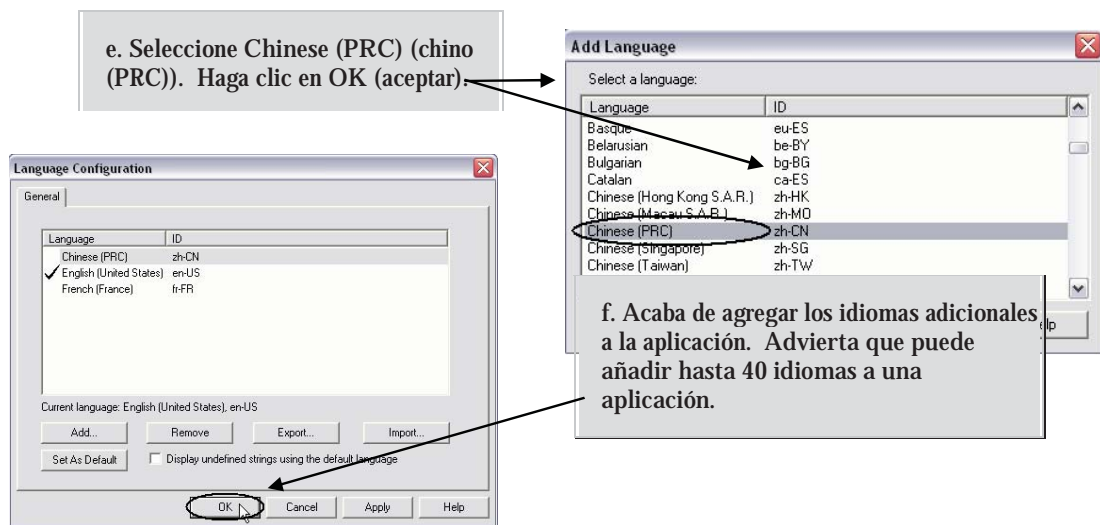 e. Seleccione Chinese (PRC) (chino
(PRC)). Haga clic en OK (aceptar).
Add Language
Select a language:
Language ID
Basque eu-ES
Belarusian be-BY
Bulgarian bg-BG
Catalan ca-ES
Chinese (Hong Kong S.A.R.) zh-HK
Chinese (Macau S.A.R.) zh-MO
Chinese (PRC) zh-CN
Chinese (Singapore) zh-SG
Chinese (Taiwan) zh-TW
f. Acaba de agregar los idiomas adicionales
a la aplicación. Advierta que puede
añadir hasta 40 idiomas a una
aplicación.
Language Configuration
General
Language ID
Chinese (PRC) zh-CN
English (United States) en-US
French (France) fr-FR
Current language: English (United States), en-US
Add... Remove Export... Import...
Set As Default Display undefined strings using the default language
OK Cancel Apply Help